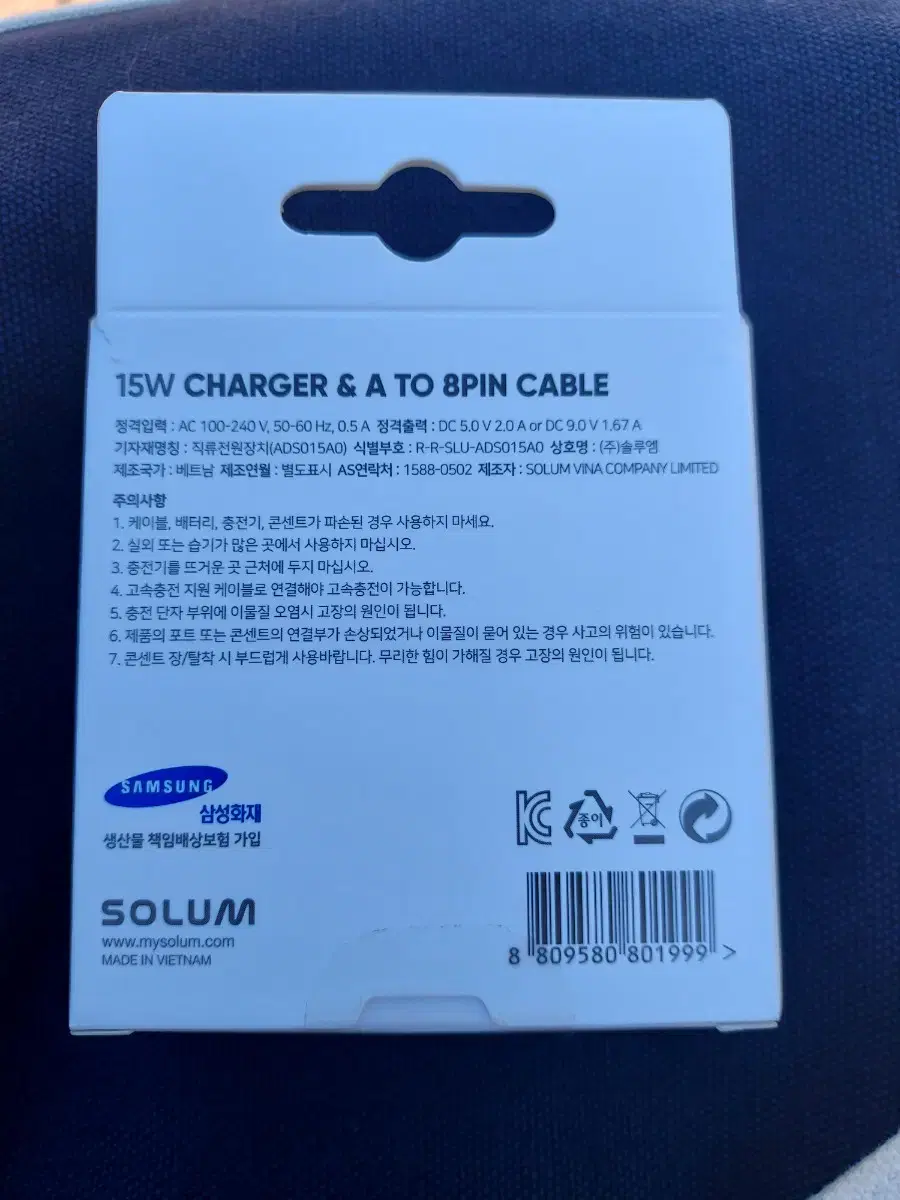 15W CHARGER & A TO 8PIN CABLE
정격입력 : AC 100-240 V, 50-60 Hz, 0.5 A 정격출력 : DC 5.0 V 2.0 A or DC 9.0 V 1.67 A
기자재명칭 : 직류전원장치(ADS015A0) 식별부호 : R-R-SLU-ADS015A0 상호명 : (주)솔루엠
제조국가 : 베트남 제조연월 : 별도표시 AS연락처 : 1588-0502 제조자 : SOLUM VINA COMPANY LIMITED
주의사항
1. 케이블, 배터리, 충전기, 콘센트가 파손된 경우 사용하지 마세요.
2. 실외 또는 습기가 많은 곳에서 사용하지 마십시오.
3. 충전기를 뜨거운 곳 근처에 두지 마십시오.
4. 고속충전 지원 케이블로 연결해야 고속충전이 가능합니다.
5. 충전 단자 부위에 이물질 오염시 고장의 원인이 됩니다.
6. 제품의 포트 또는 콘센트의 연결부가 손상되었거나 이물질이 묻어 있는 경우 사고의 위험이 있습니다.
7. 콘센트 장/탈착 시 부드럽게 사용바랍니다. 무리한 힘이 가해질 경우 고장의 원인이 됩니다.
SAMSUNG
삼성화재
생산물 책임배상보험 가입
KC
종이
SOLUM
www.mysolum.com
MADE IN VIETNAM
8 809580 801999 >